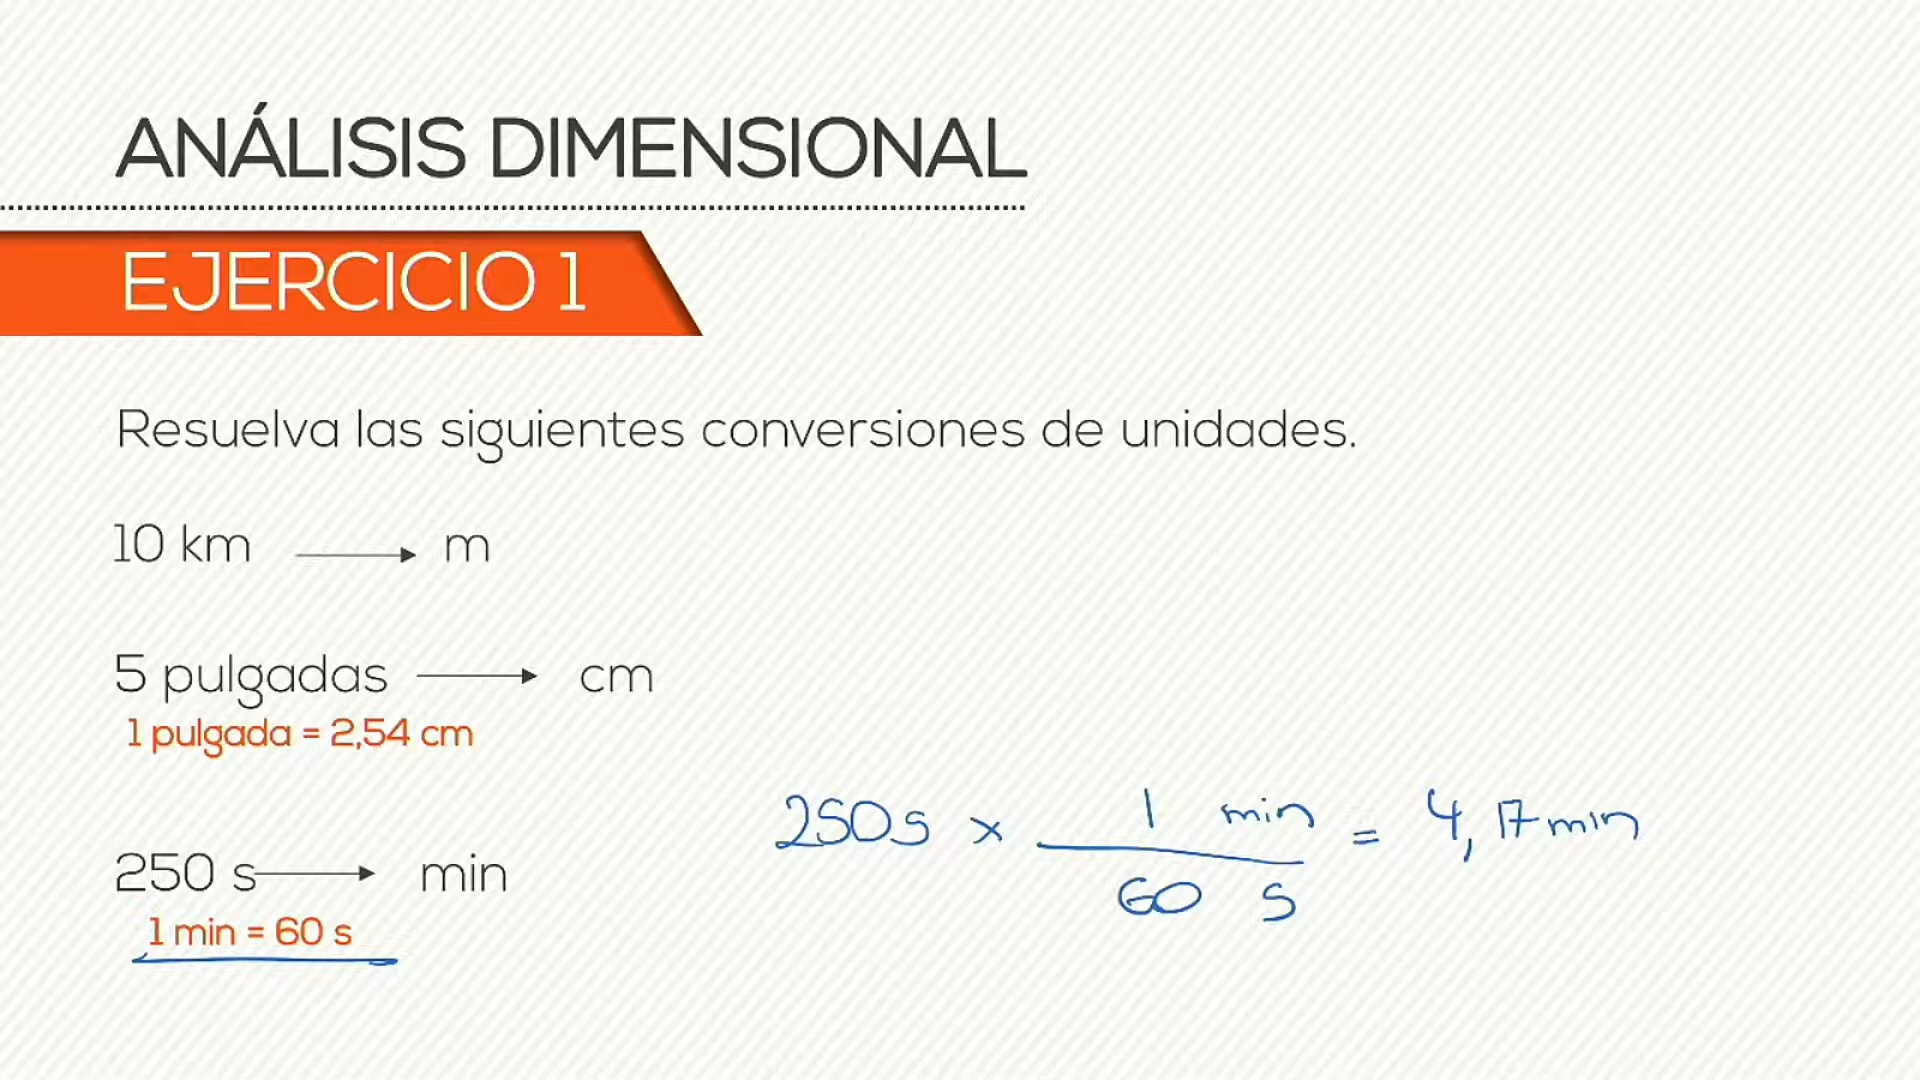 ANÁLISIS DIMENSIONAL
EJERCICIO 1
Resuelva las siguientes conversiones de unidades.
10 km → m
5 pulgadas → cm
1 pulgada = 2,54 cm
250 s → min
1 min = 60 s
250s × 1 min / 60 s = 4,17 min